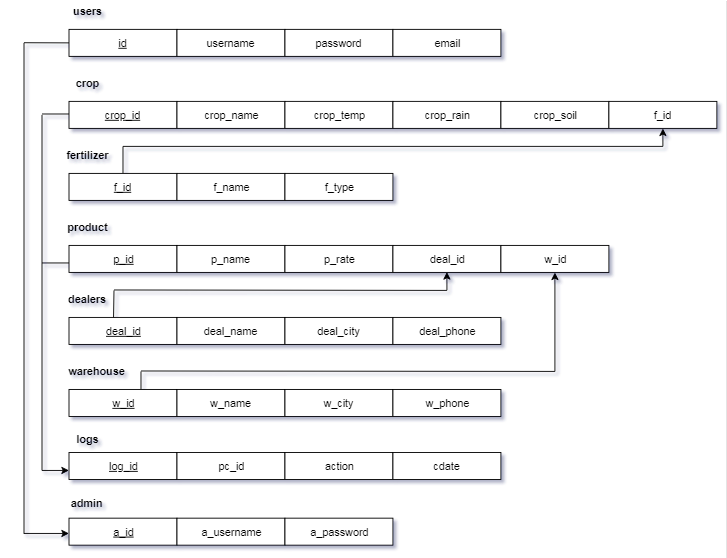 users
id username password email
crop
crop_id crop_name crop_temp crop_rain crop_soil f_id
fertilizer
f_id f_name f_type
product
p_id p_name p_rate deal_id w_id
dealers
deal_id deal_name deal_city deal_phone
warehouse
w_id w_name w_city w_phone
logs
log_id pc_id action cdate
admin
a_id a_username a_password